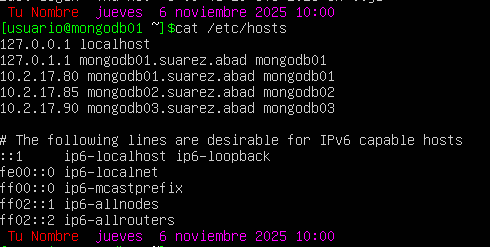 Tu Nombre jueves 6 noviembre 2025 10:00
[usuario@mongodb01 ~]$cat /etc/hosts
127.0.0.1 localhost
127.0.1.1 mongodb01.suarez.abad mongodb01
10.2.17.80 mongodb01.suarez.abad mongodb01
10.2.17.85 mongodb02.suarez.abad mongodb02
10.2.17.90 mongodb03.suarez.abad mongodb03

# The following lines are desirable for IPv6 capable hosts
::1     ip6-localhost ip6-loopback
fe00::0 ip6-localnet
ff00::0 ip6-mcastprefix
ff02::1 ip6-allnodes
ff02::2 ip6-allrouters
Tu Nombre jueves 6 noviembre 2025 10:00